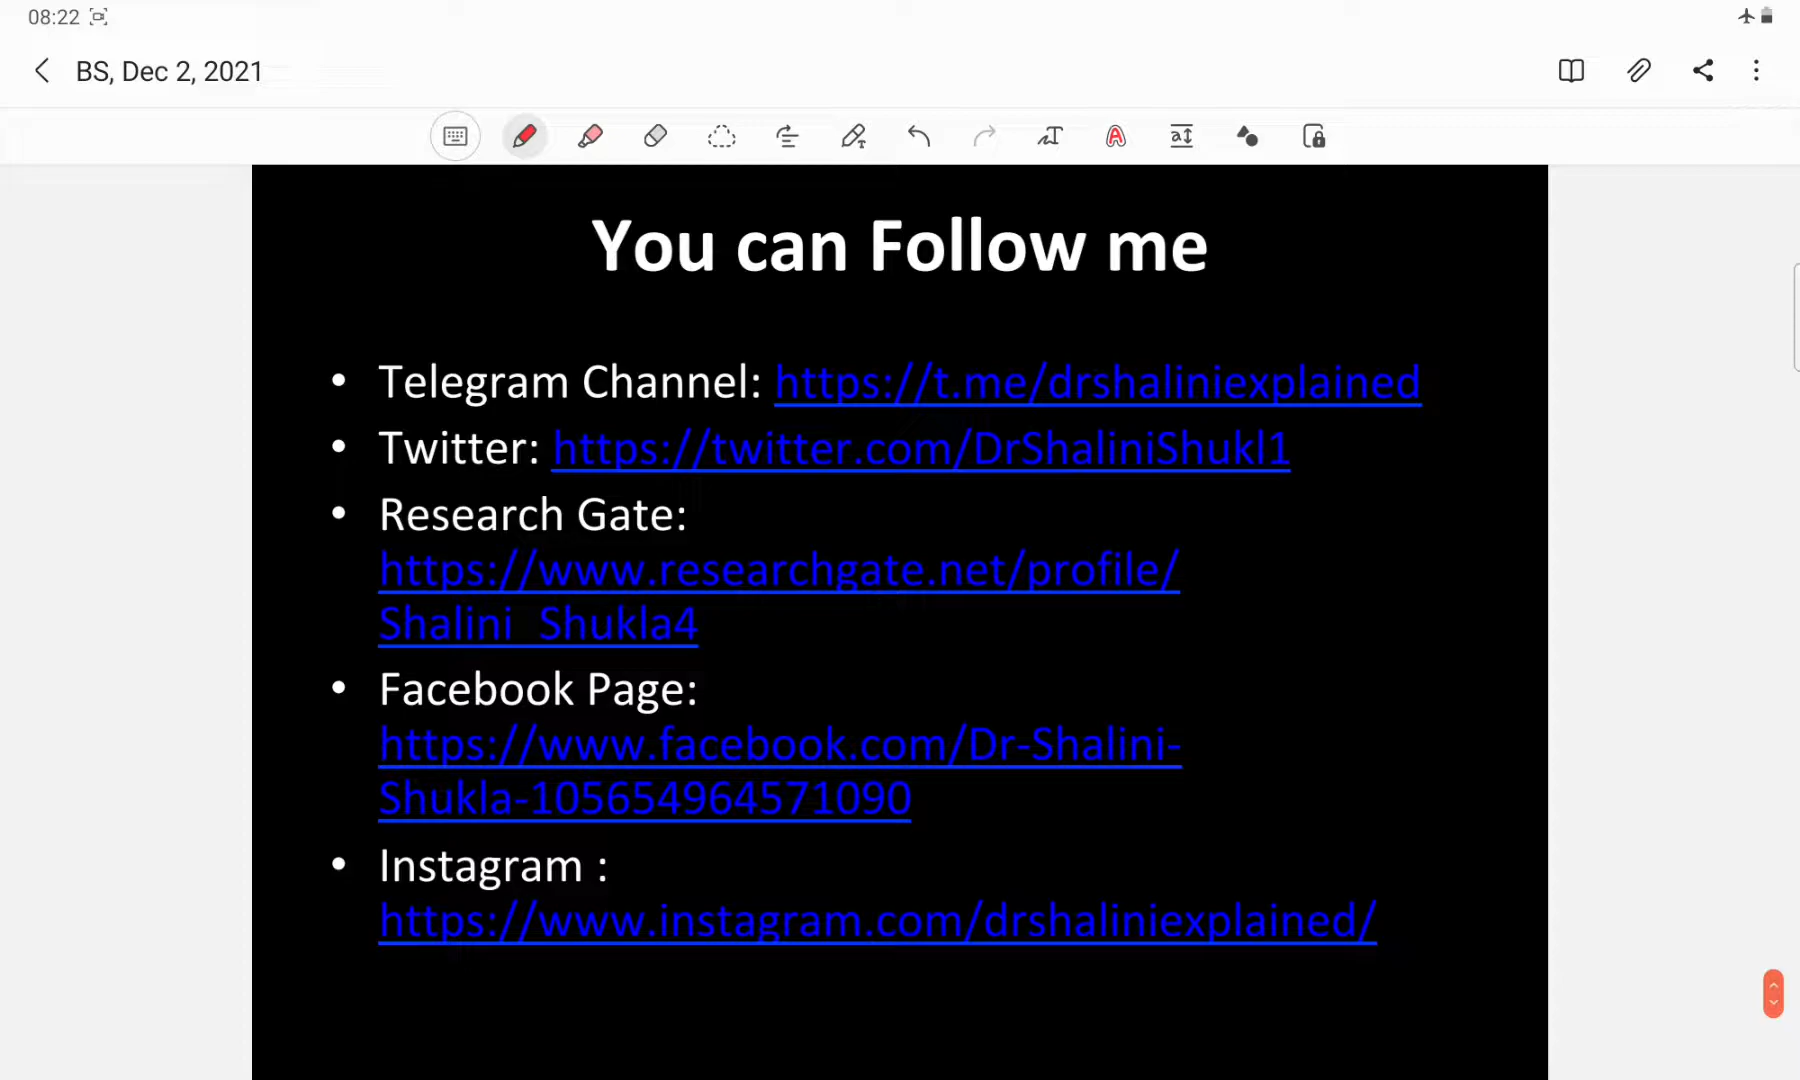 08:22
BS, Dec 2, 2021
You can Follow me
• Telegram Channel: https://t.me/drshaliniexplained
• Twitter: https://twitter.com/DrShaliniShukl1
• Research Gate:
https://www.researchgate.net/profile/
Shalini_Shukla4
• Facebook Page:
https://www.facebook.com/Dr-Shalini-
Shukla-105654964571090
• Instagram :
https://www.instagram.com/drshaliniexplained/